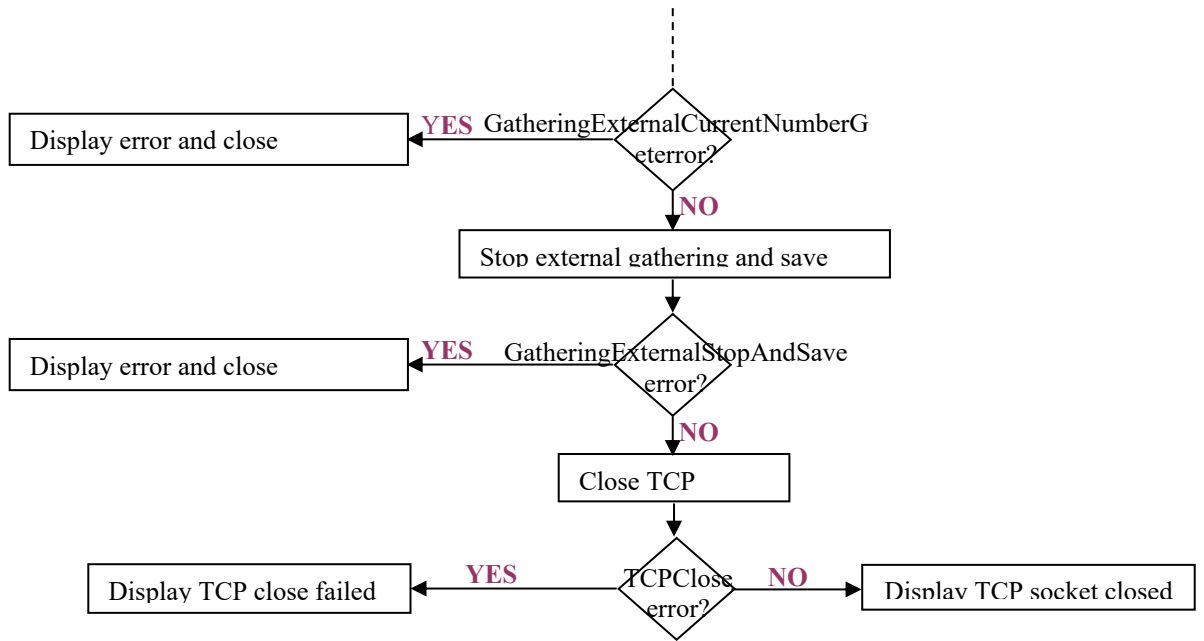 YES
GatheringExternalCurrentNumberG
eterror?
Display error and close
NO
Stop external gathering and save
YES
GatheringExternalStopAndSave
error?
Display error and close
NO
Close TCP
YES
TCPClose
error?
NO
Display TCP close failed
Display TCP socket closed